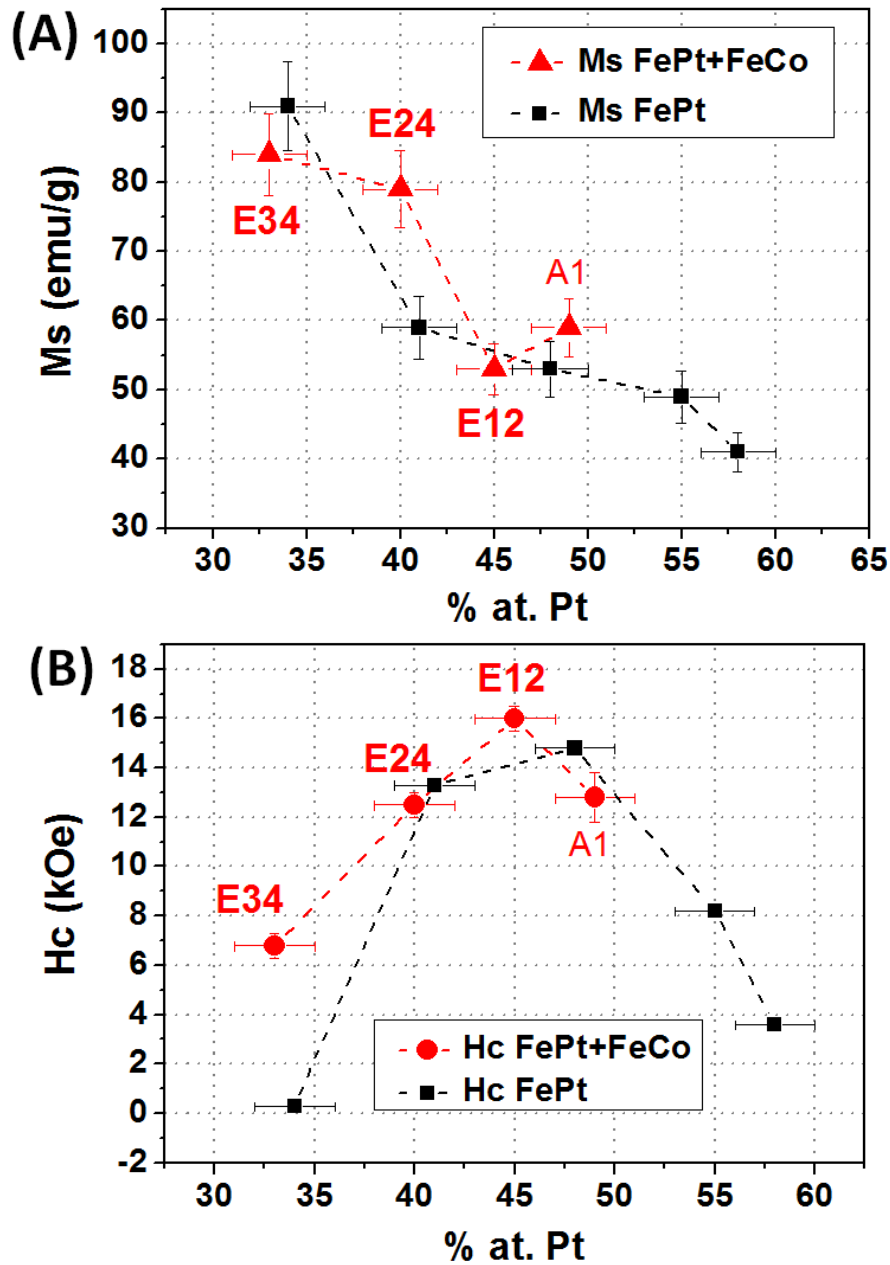 (A)
100
90
80
70
60
50
40
30
Ms (emu/g)
Ms FePt+FeCo
Ms FePt
E34
E24
E12
A1
30 35 40 45 50 55 60 65
% at. Pt
(B)
18
16
14
12
10
8
6
4
2
0
-2
Hc (kOe)
E12
E24
A1
E34
Hc FePt+FeCo
Hc FePt
30 35 40 45 50 55 60
% at. Pt